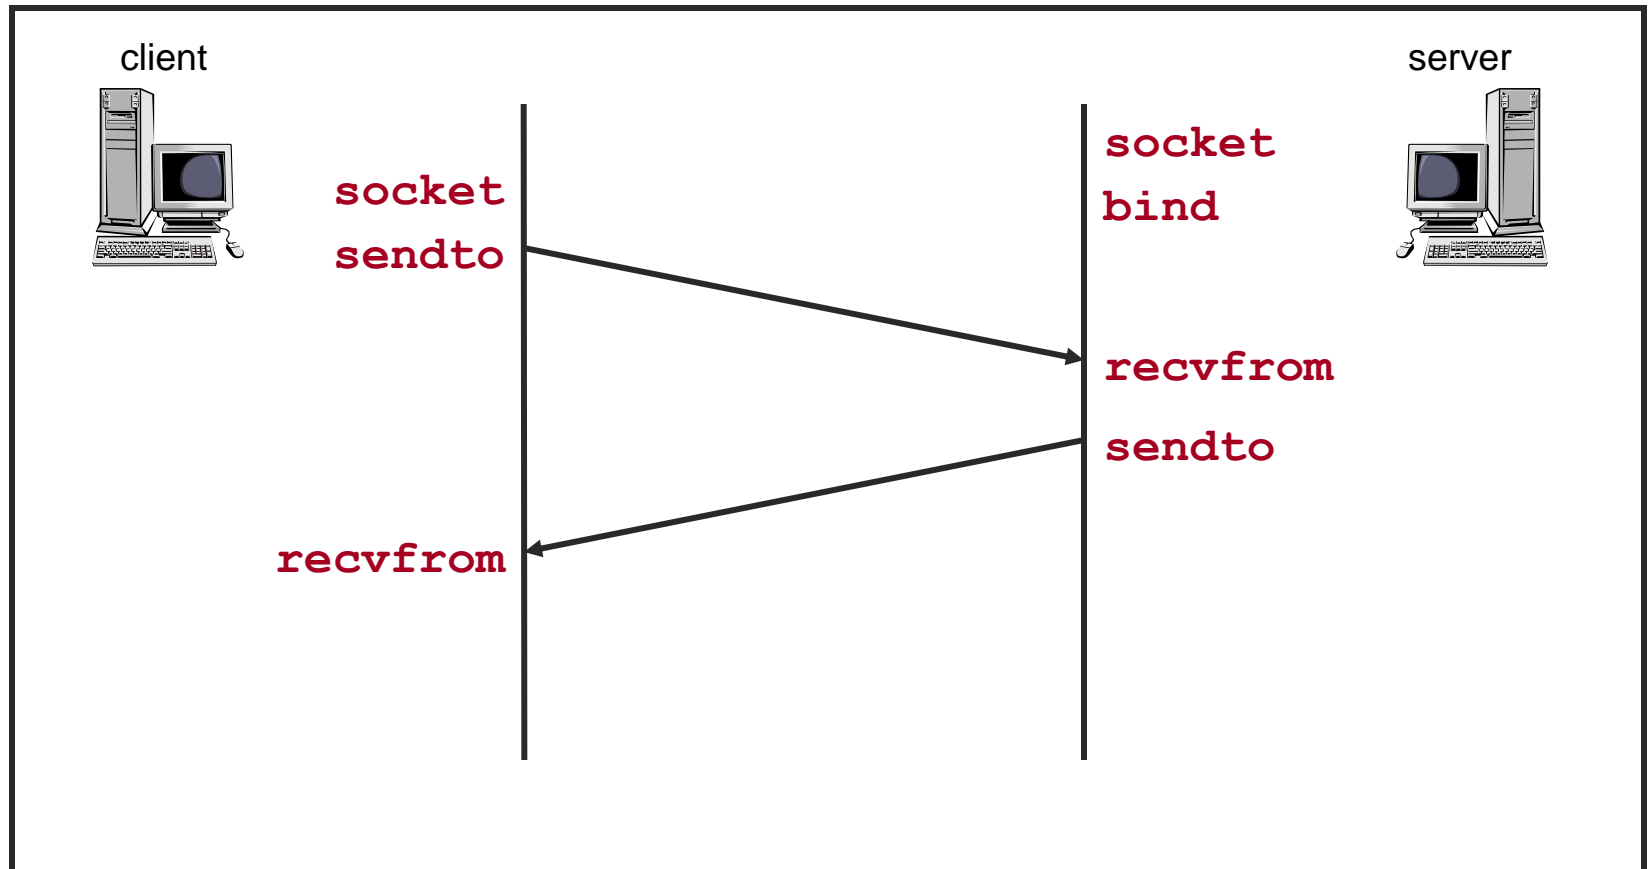 client
server
socket
socket
bind
sendto
recvfrom
sendto
recvfrom